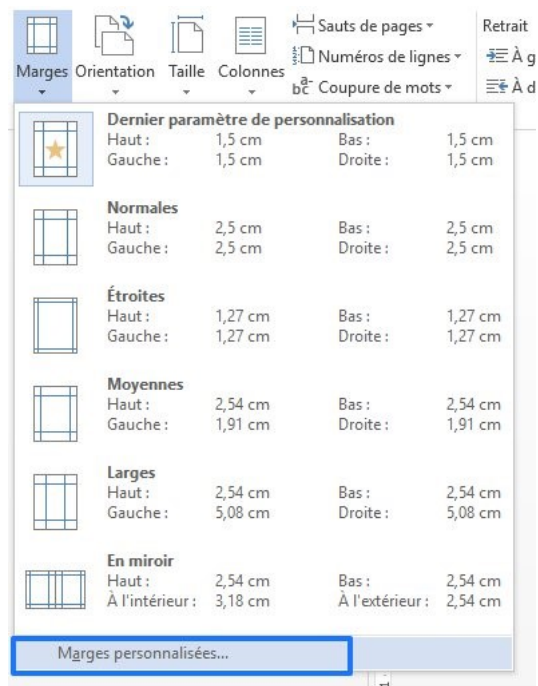 Sauts de pages
Retrait
Numéros de lignes
À g
Marges Orientation Taille Colonnes
Coupure de mots
À d
Dernier paramètre de personnalisation
Haut : 1,5 cm Bas : 1,5 cm
Gauche : 1,5 cm Droite : 1,5 cm
Normales
Haut : 2,5 cm Bas : 2,5 cm
Gauche : 2,5 cm Droite : 2,5 cm
Étroites
Haut : 1,27 cm Bas : 1,27 cm
Gauche : 1,27 cm Droite : 1,27 cm
Moyennes
Haut : 2,54 cm Bas : 2,54 cm
Gauche : 1,91 cm Droite : 1,91 cm
Larges
Haut : 2,54 cm Bas : 2,54 cm
Gauche : 5,08 cm Droite : 5,08 cm
En miroir
Haut : 2,54 cm Bas : 2,54 cm
À l'intérieur : 3,18 cm À l'extérieur : 2,54 cm
Marges personnalisées...